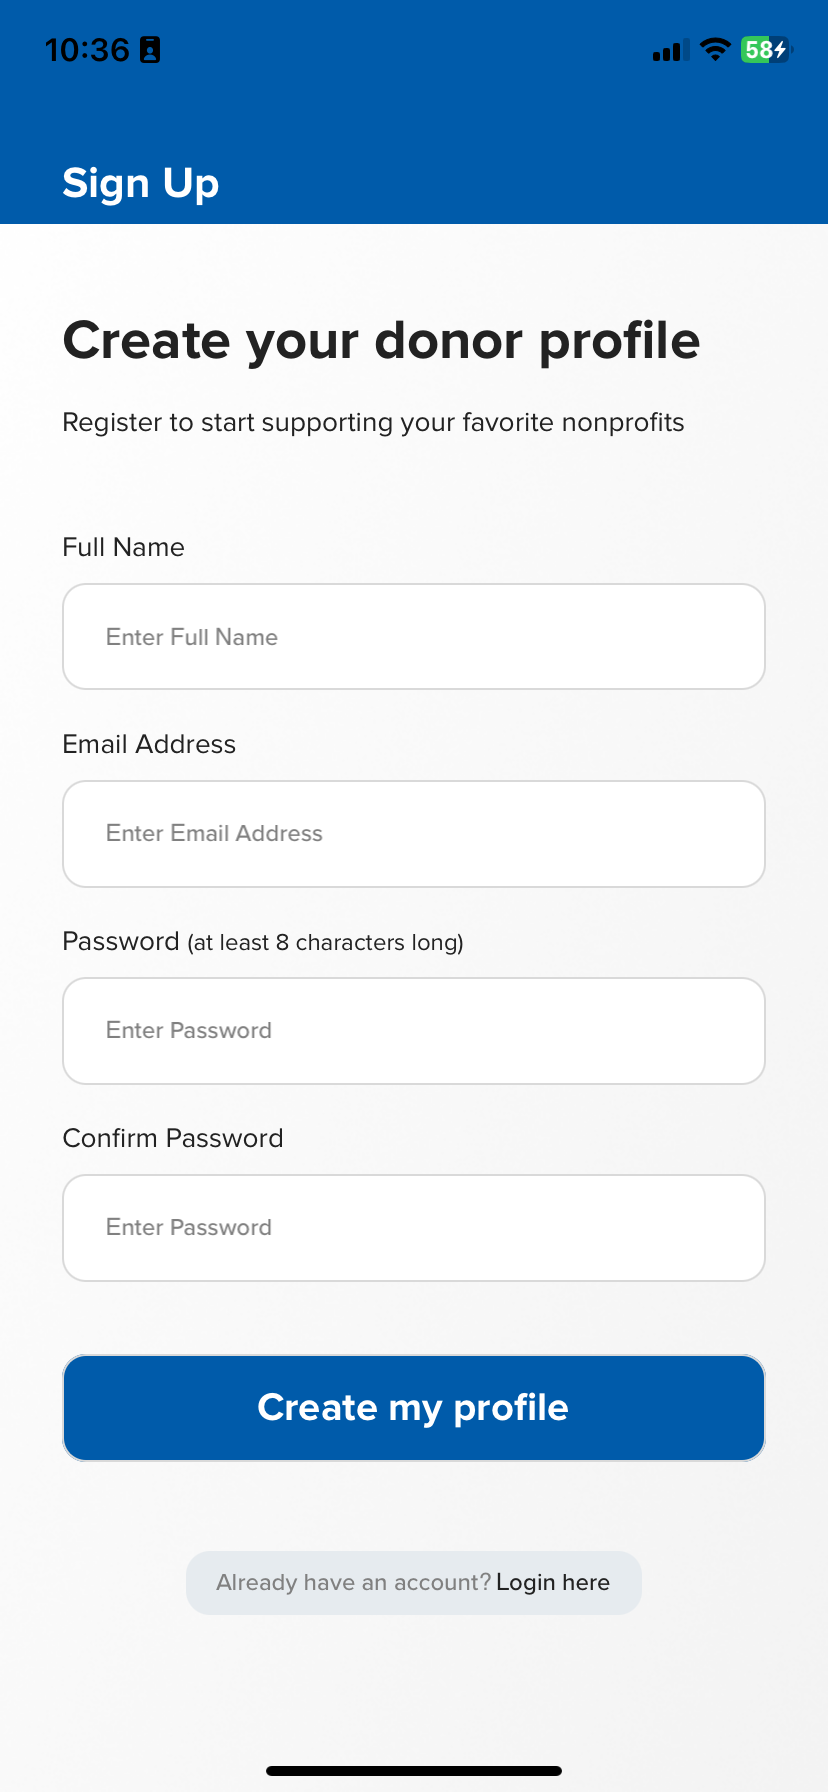 10:36
58
Sign Up
Create your donor profile
Register to start supporting your favorite nonprofits
Full Name
Enter Full Name
Email Address
Enter Email Address
Password (at least 8 characters long)
Enter Password
Confirm Password
Enter Password
Create my profile
Already have an account? Login here